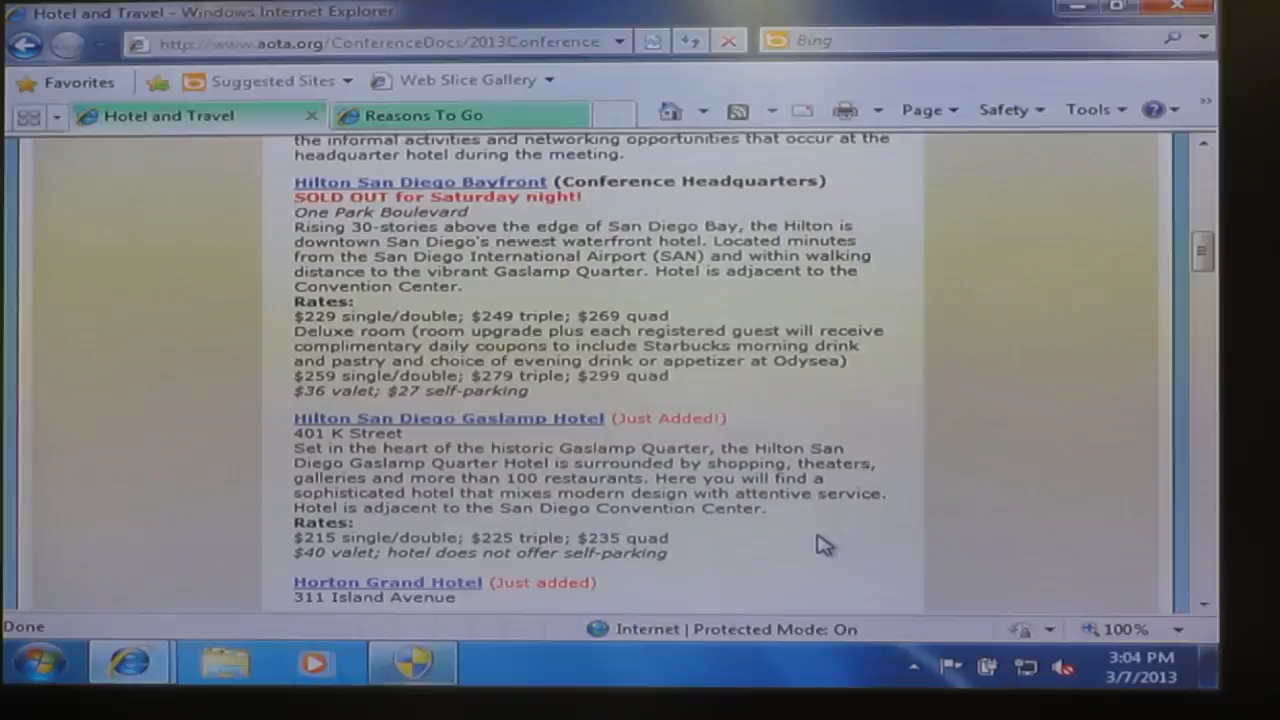 Hotel and Travel - Windows Internet Explorer
http://www.aota.org/ConferenceDocs/2013Conference
Bing
Favorites
Suggested Sites
Web Slice Gallery
Hotel and Travel
Reasons To Go
Page
Safety
Tools
the informal activities and networking opportunities that occur at the
headquarter hotel during the meeting.
Hilton San Diego Bayfront (Conference Headquarters)
SOLD OUT for Saturday night!
One Park Boulevard
Rising 30-stories above the edge of San Diego Bay, the Hilton is
downtown San Diego's newest waterfront hotel. Located minutes
from the San Diego International Airport (SAN) and within walking
distance to the vibrant Gaslamp Quarter. Hotel is adjacent to the
Convention Center.
Rates:
$229 single/double; $249 triple; $269 quad
Deluxe room (room upgrade plus each registered guest will receive
complimentary daily coupons to include Starbucks morning drink
and pastry and choice of evening drink or appetizer at Odysea)
$259 single/double; $279 triple; $299 quad
$36 valet; $27 self-parking
Hilton San Diego Gaslamp Hotel (Just Added!)
401 K Street
Set in the heart of the historic Gaslamp Quarter, the Hilton San
Diego Gaslamp Quarter Hotel is surrounded by shopping, theaters,
galleries and more than 100 restaurants. Here you will find a
sophisticated hotel that mixes modern design with attentive service.
Hotel is adjacent to the San Diego Convention Center.
Rates:
$215 single/double; $225 triple; $235 quad
$40 valet; hotel does not offer self-parking
Horton Grand Hotel (Just added)
311 Island Avenue
Done
Internet | Protected Mode: On
100%
3:04 PM
3/7/2013